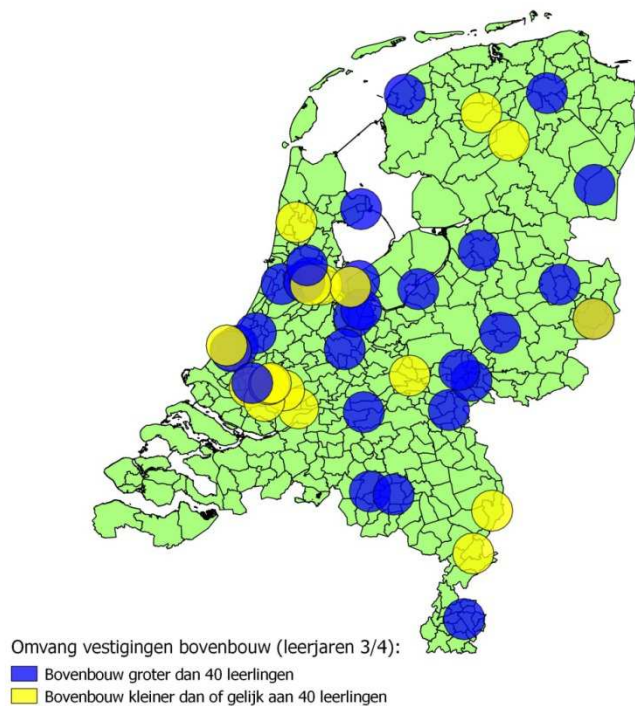 Omvang vestigingen bovenbouw (leerjaren 3/4):
Bovenbouw groter dan 40 leerlingen
Bovenbouw kleiner dan of gelijk aan 40 leerlingen